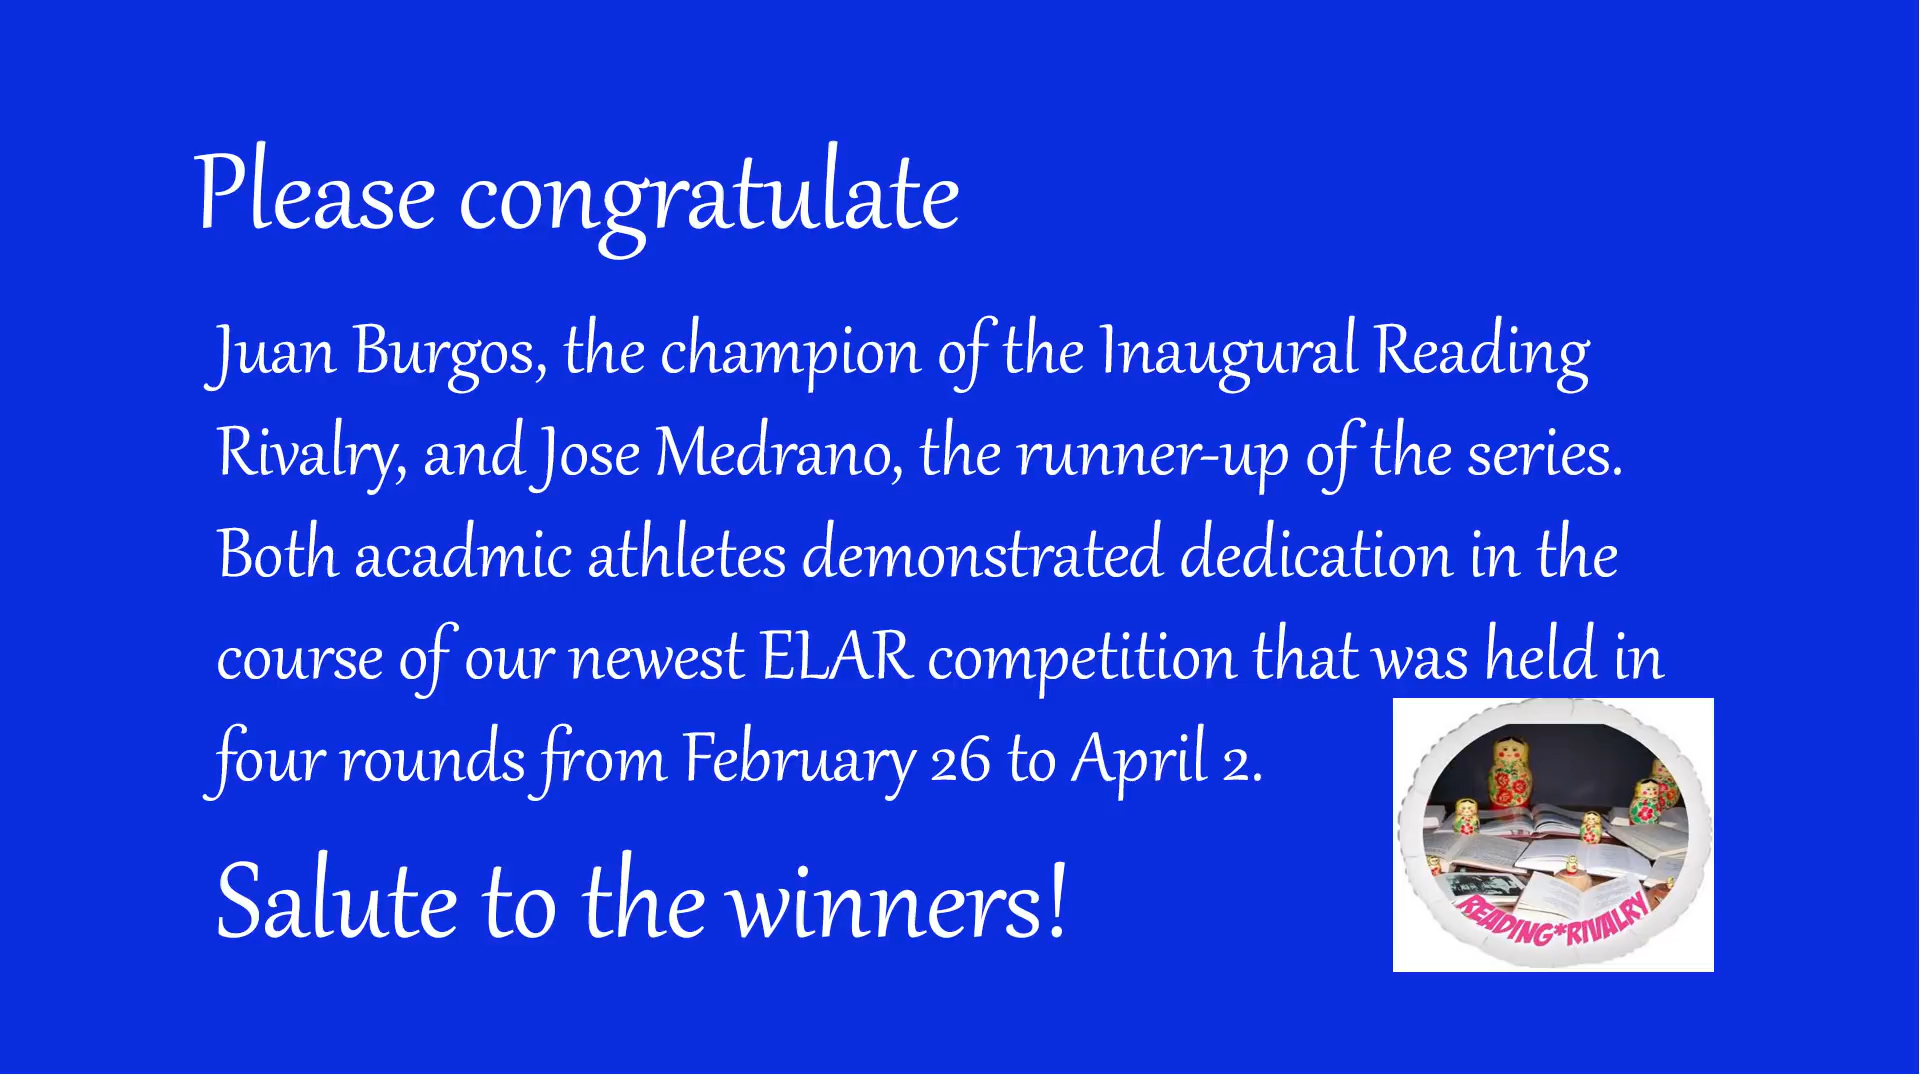 Please congratulate
Juan Burgos, the champion of the Inaugural Reading
Rivalry, and Jose Medrano, the runner-up of the series.
Both acadmic athletes demonstrated dedication in the
course of our newest ELAR competition that was held in
four rounds from February 26 to April 2.
Salute to the winners!
READING*RIVALRY